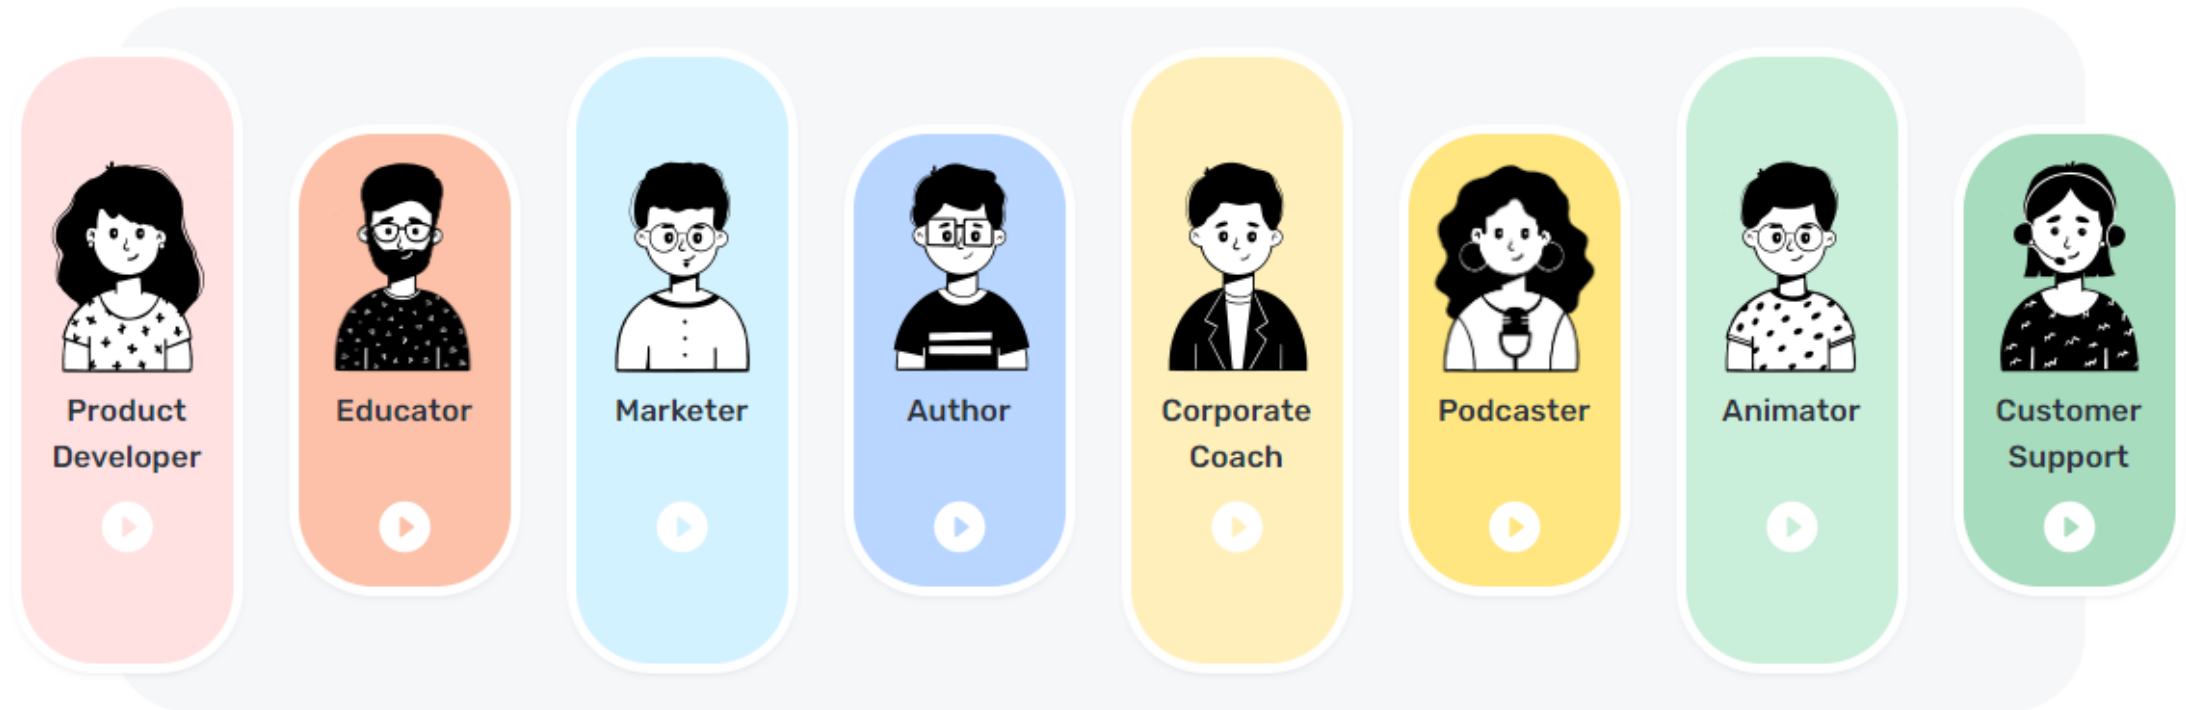 Product
Developer
Educator
Marketer
Author
Corporate
Coach
Podcaster
Animator
Customer
Support